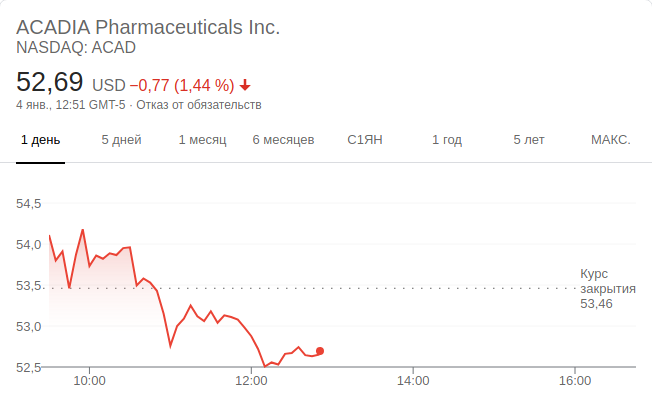 ACADIA Pharmaceuticals Inc.
NASDAQ: ACAD
52,69 USD −0,77 (1,44 %)
4 янв., 12:51 GMT-5 · Отказ от обязательств
1 день 5 дней 1 месяц 6 месяцев С1ЯН 1 год 5 лет МАКС.
54,5
54,0
53,5
53,0
52,5
Курс
закрытия
53,46
10:00 12:00 14:00 16:00